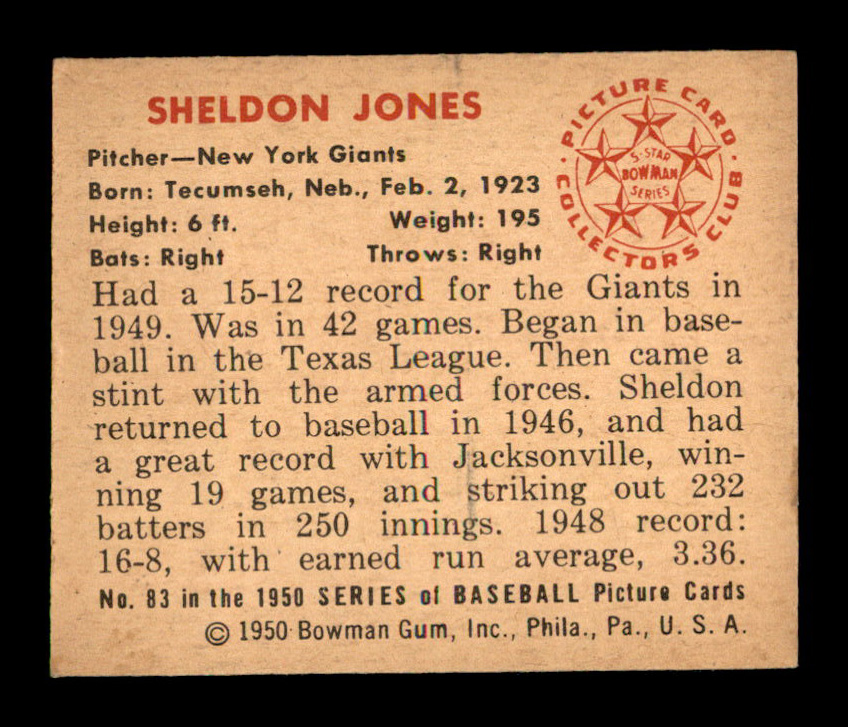 SHELDON JONES
PICTURE CARD
COLLECTORS CLUB
5-STAR
BOWMAN
SERIES
Pitcher—New York Giants
Born: Tecumseh, Neb., Feb. 2, 1923
Height: 6 ft. Weight: 195
Bats: Right Throws: Right
Had a 15-12 record for the Giants in
1949. Was in 42 games. Began in base-
ball in the Texas League. Then came a
stint with the armed forces. Sheldon
returned to baseball in 1946, and had
a great record with Jacksonville, win-
ning 19 games, and striking out 232
batters in 250 innings. 1948 record:
16-8, with earned run average, 3.36.
No. 83 in the 1950 SERIES of BASEBALL Picture Cards
© 1950 Bowman Gum, Inc., Phila., Pa., U. S. A.